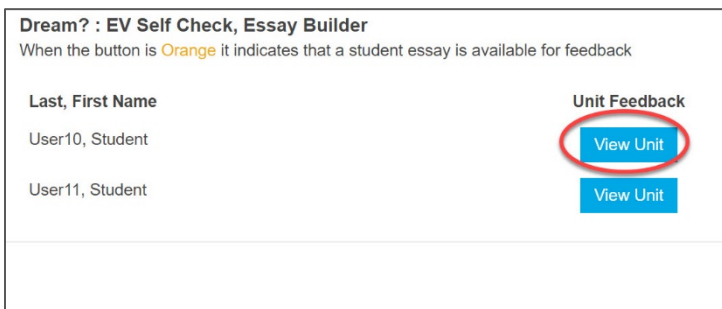 Dream? : EV Self Check, Essay Builder
When the button is Orange it indicates that a student essay is available for feedback
Last, First Name Unit Feedback
User10, Student View Unit
User11, Student View Unit